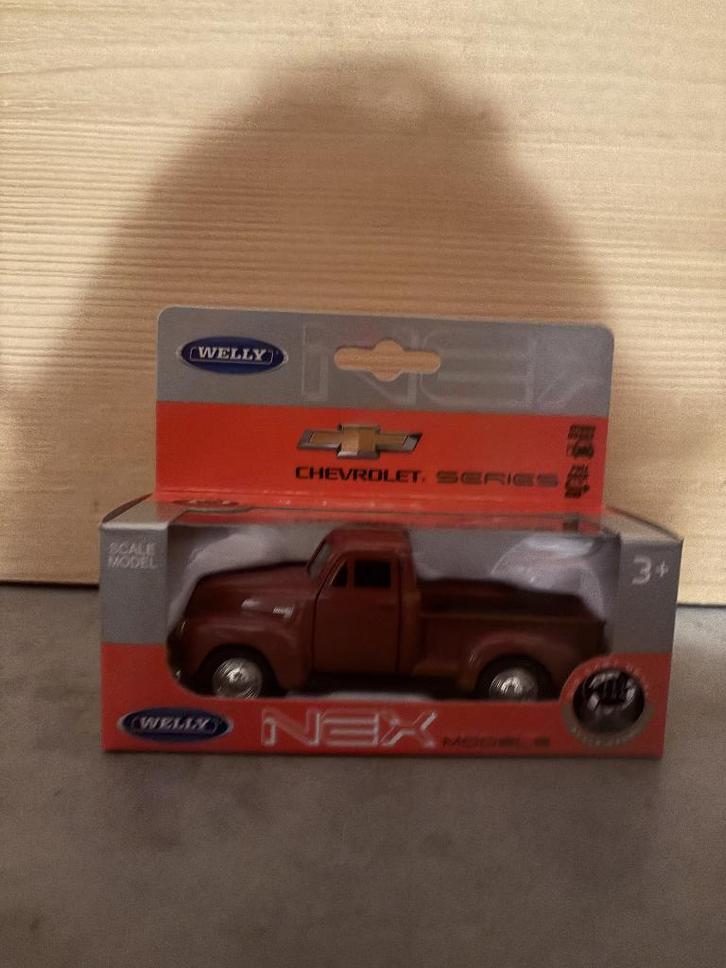 WELLY
NEX
CHEVROLET SERIES
SCALE
MODEL
3+
WELLY
NEX MODELS